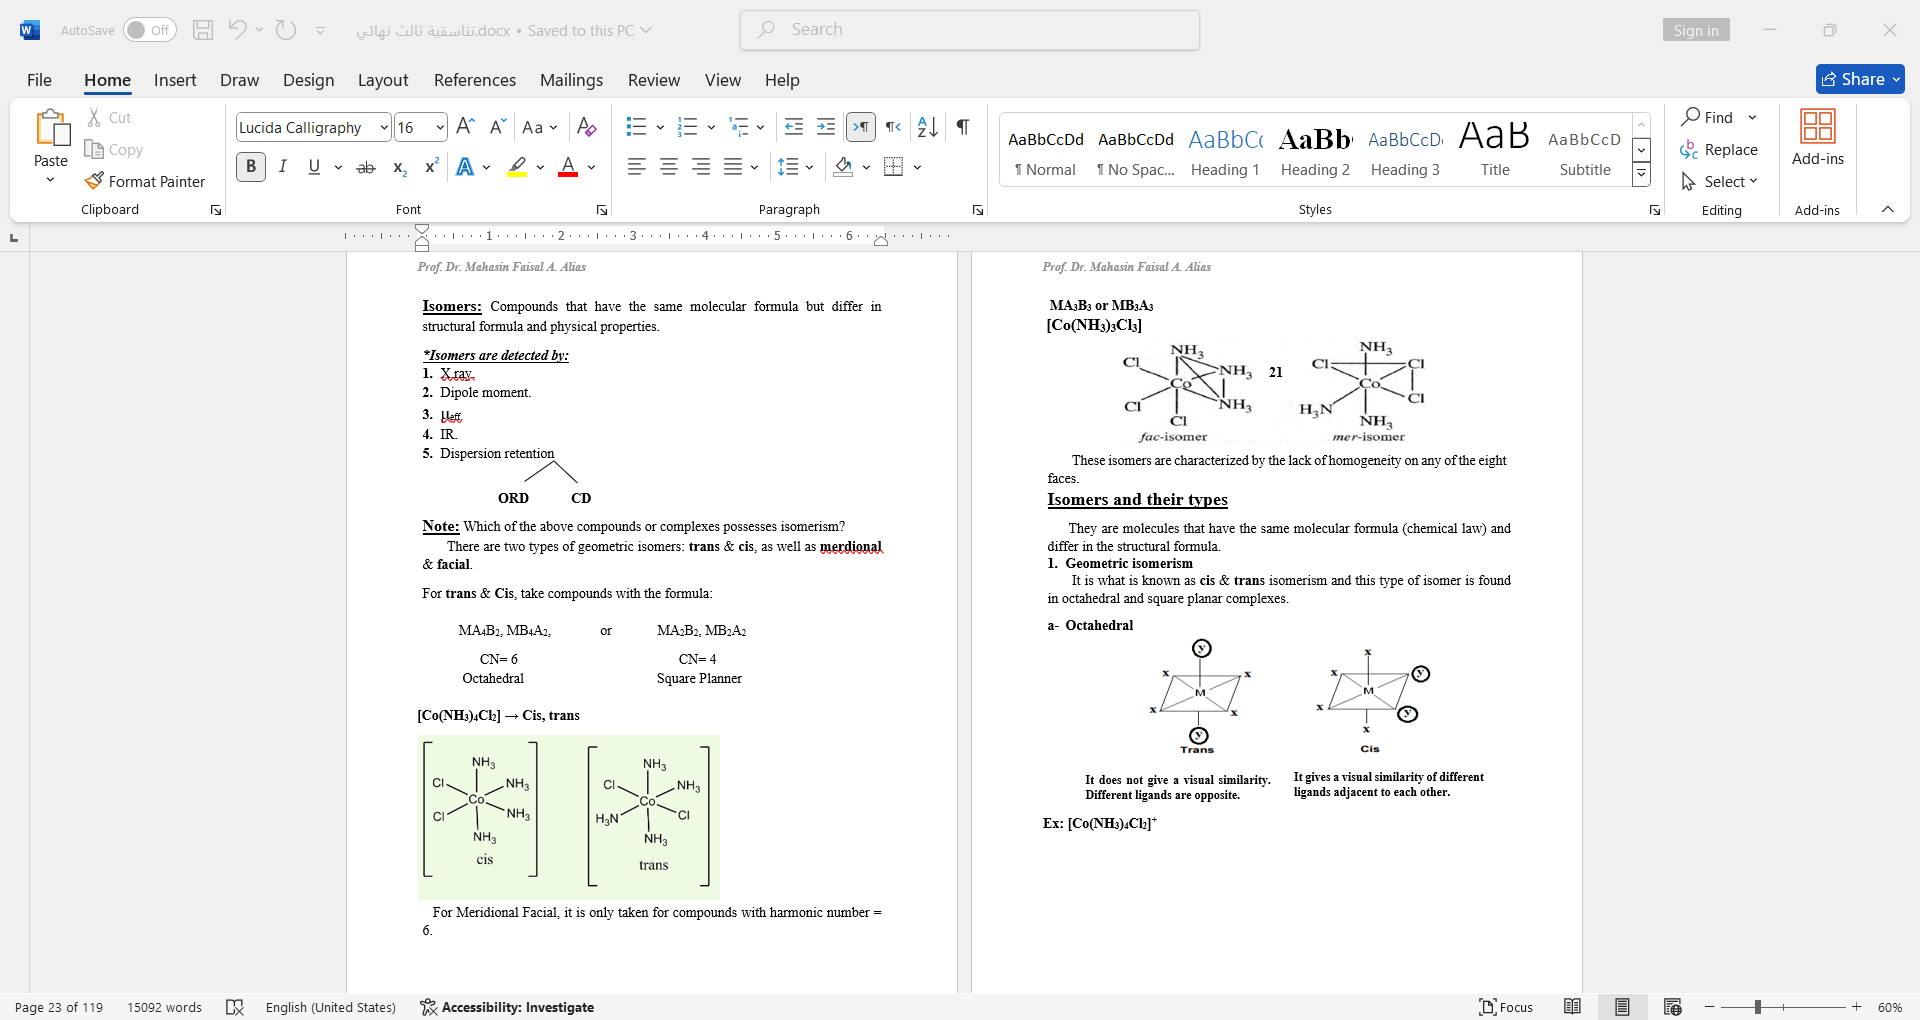 AutoSave Off
تناسقية ثالث نهائي.docx • Saved to this PC
Search
Sign in
File Home Insert Draw Design Layout References Mailings Review View Help
Share
Paste
Cut
Copy
Format Painter
Clipboard
Lucida Calligraphy 16
Font
Paragraph
AaBbCcDd AaBbCcDd AaBbCc AaBb AaBbCcD AaB AaBbCcD
¶ Normal ¶ No Spac... Heading 1 Heading 2 Heading 3 Title Subtitle
Styles
Find
Replace
Select
Editing
Add-ins
Add-ins
1 2 3 4 5 6
Prof. Dr. Mahasin Faisal A. Alias
Isomers: Compounds that have the same molecular formula but differ in
structural formula and physical properties.
*Isomers are detected by:
1. X ray.
2. Dipole moment.
3. μeff.
4. IR.
5. Dispersion retention
ORD CD
Note: Which of the above compounds or complexes possesses isomerism?
There are two types of geometric isomers: trans & cis, as well as merdional
& facial.
For trans & Cis, take compounds with the formula:
MA₄B₂, MB₄A₂, or MA₂B₂, MB₂A₂
CN= 6 CN= 4
Octahedral Square Planner
[Co(NH₃)₄Cl₂] → Cis, trans
NH₃
Cl NH₃
Co
Cl NH₃
NH₃
cis
NH₃
Cl NH₃
Co
H₃N Cl
NH₃
trans
For Meridional Facial, it is only taken for compounds with harmonic number =
6.
Prof. Dr. Mahasin Faisal A. Alias
MA₃B₃ or MB₃A₃
[Co(NH₃)₃Cl₃]
NH₃
Cl NH₃
Co
Cl NH₃
Cl
fac-isomer
21
NH₃
Cl Cl
Co
H₃N Cl
NH₃
mer-isomer
These isomers are characterized by the lack of homogeneity on any of the eight
faces.
Isomers and their types
They are molecules that have the same molecular formula (chemical law) and
differ in the structural formula.
1. Geometric isomerism
It is what is known as cis & trans isomerism and this type of isomer is found
in octahedral and square planar complexes.
a- Octahedral
y
x x
M
x x
y
Trans
x
x y
M
x y
x
Cis
It does not give a visual similarity.
Different ligands are opposite.
It gives a visual similarity of different
ligands adjacent to each other.
Ex: [Co(NH₃)₄Cl₂]⁺
Page 23 of 119 15092 words English (United States) Accessibility: Investigate Focus 60%